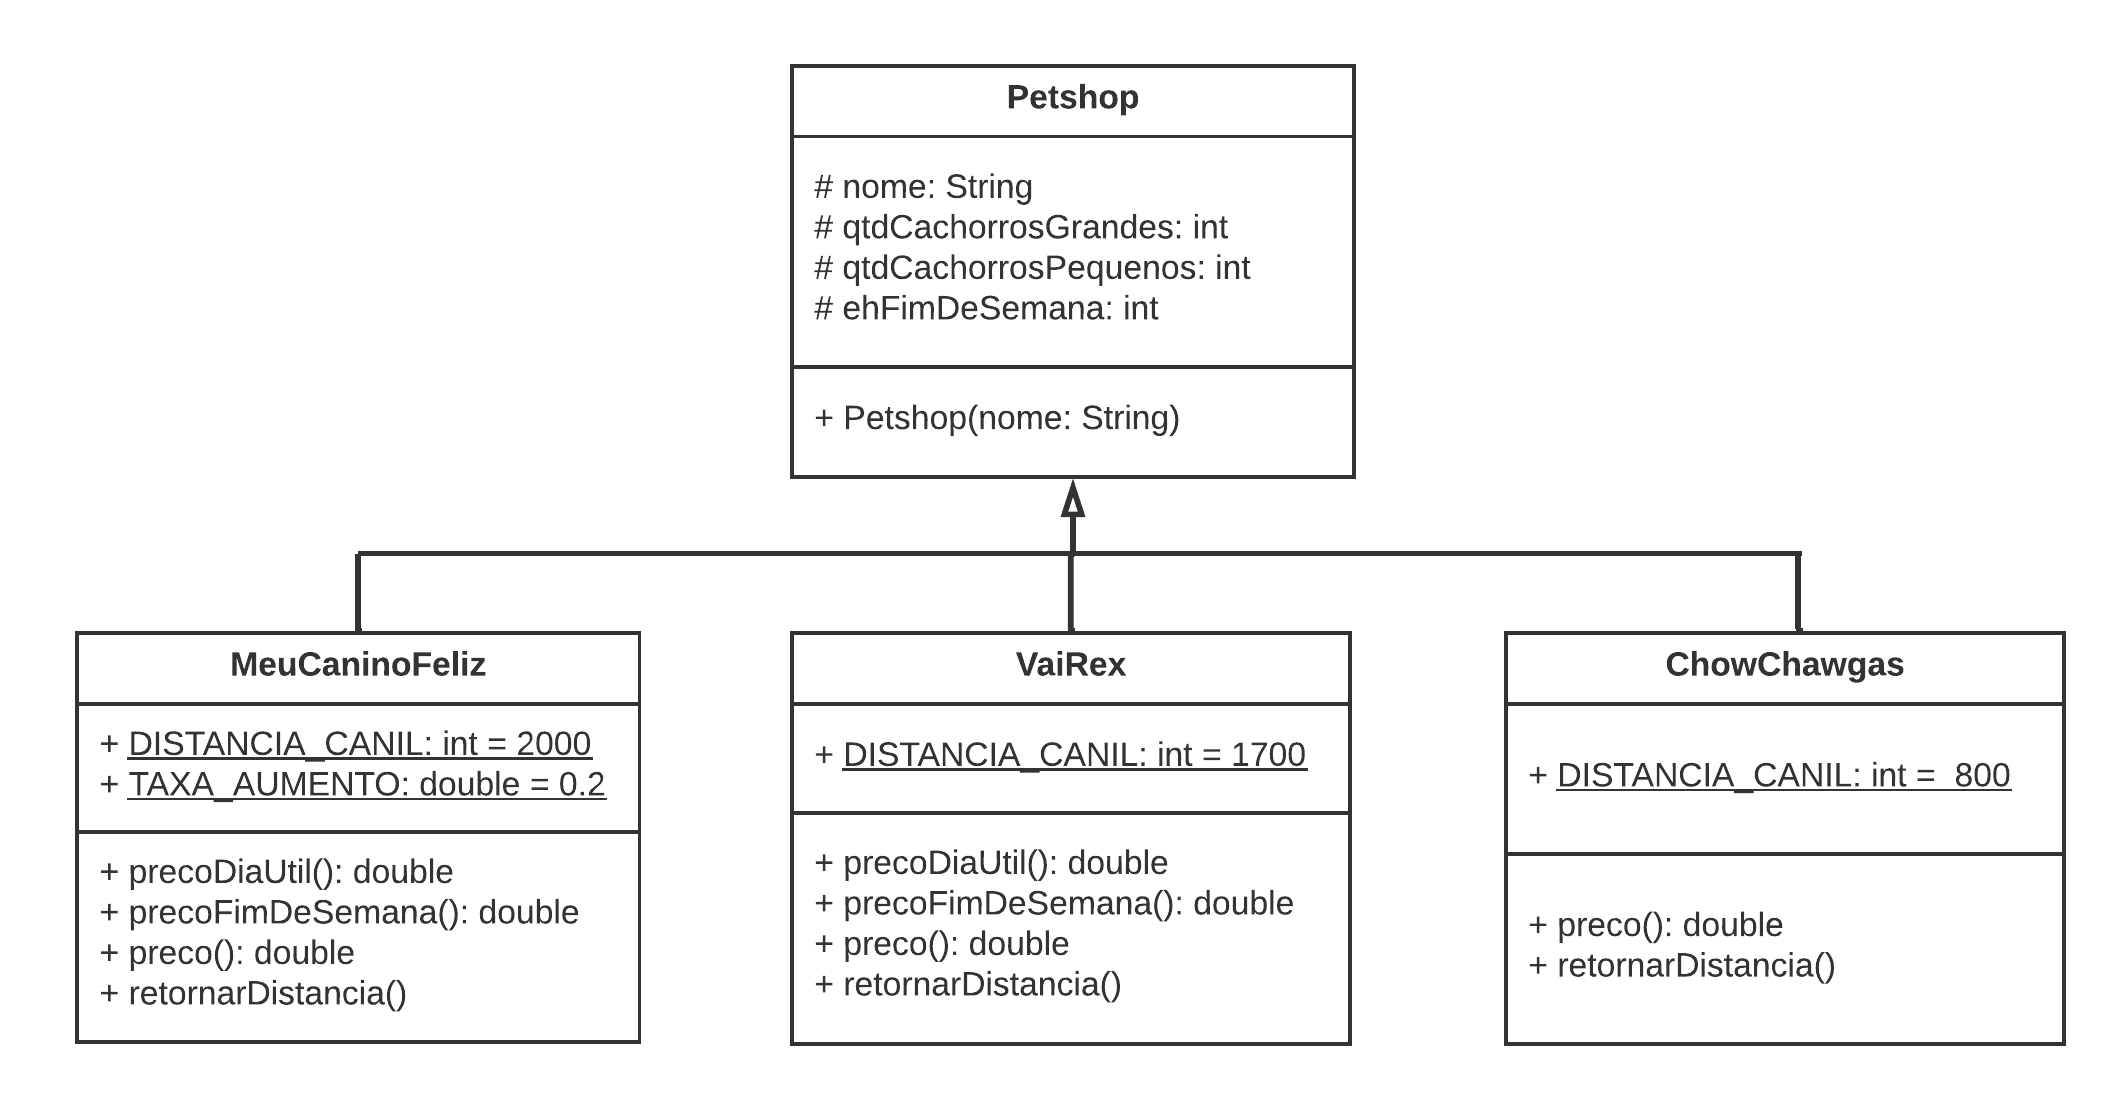 Petshop
# nome: String
# qtdCachorrosGrandes: int
# qtdCachorrosPequenos: int
# ehFimDeSemana: int
+ Petshop(nome: String)
MeuCaninoFeliz
+ DISTANCIA_CANIL: int = 2000
+ TAXA_AUMENTO: double = 0.2
+ precoDiaUtil(): double
+ precoFimDeSemana(): double
+ preco(): double
+ retornarDistancia()
VaiRex
+ DISTANCIA_CANIL: int = 1700
+ precoDiaUtil(): double
+ precoFimDeSemana(): double
+ preco(): double
+ retornarDistancia()
ChowChawgas
+ DISTANCIA_CANIL: int =  800
+ preco(): double
+ retornarDistancia()